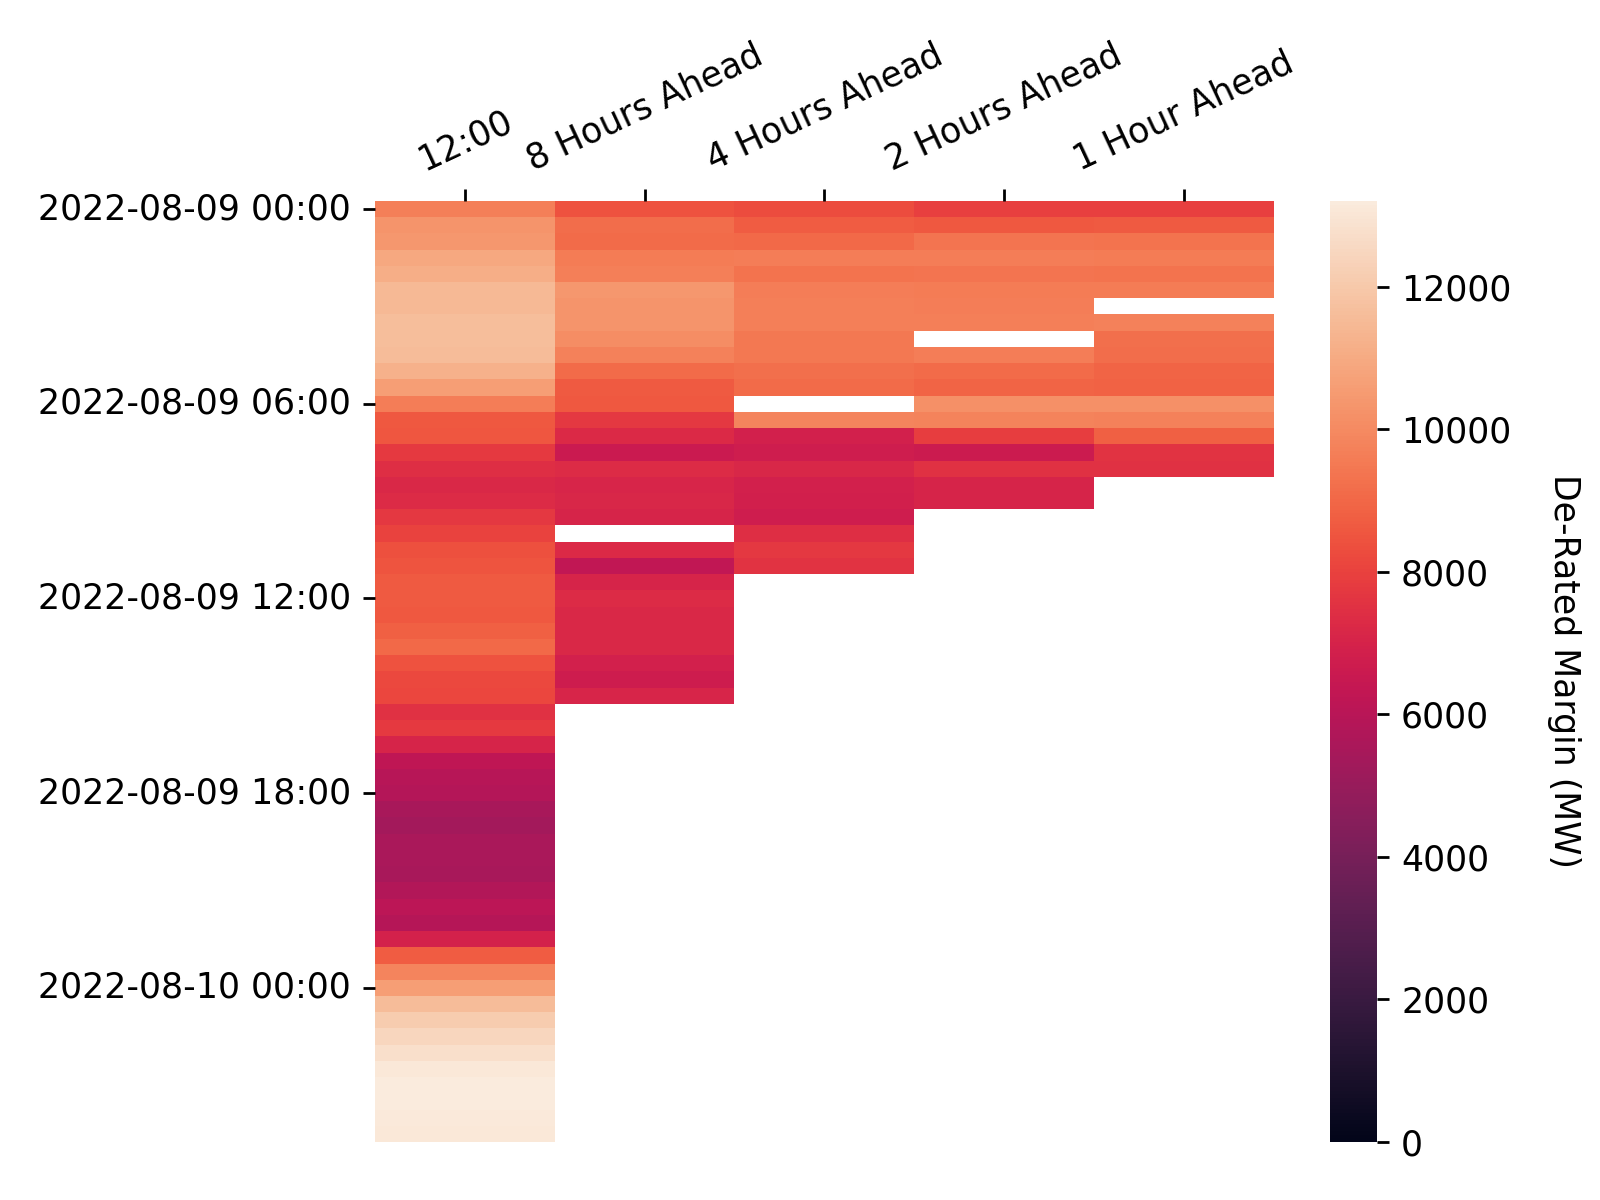 12:00
8 Hours Ahead
4 Hours Ahead
2 Hours Ahead
1 Hour Ahead
2022-08-09 00:00
2022-08-09 06:00
2022-08-09 12:00
2022-08-09 18:00
2022-08-10 00:00
12000
10000
8000
6000
4000
2000
0
De-Rated Margin (MW)